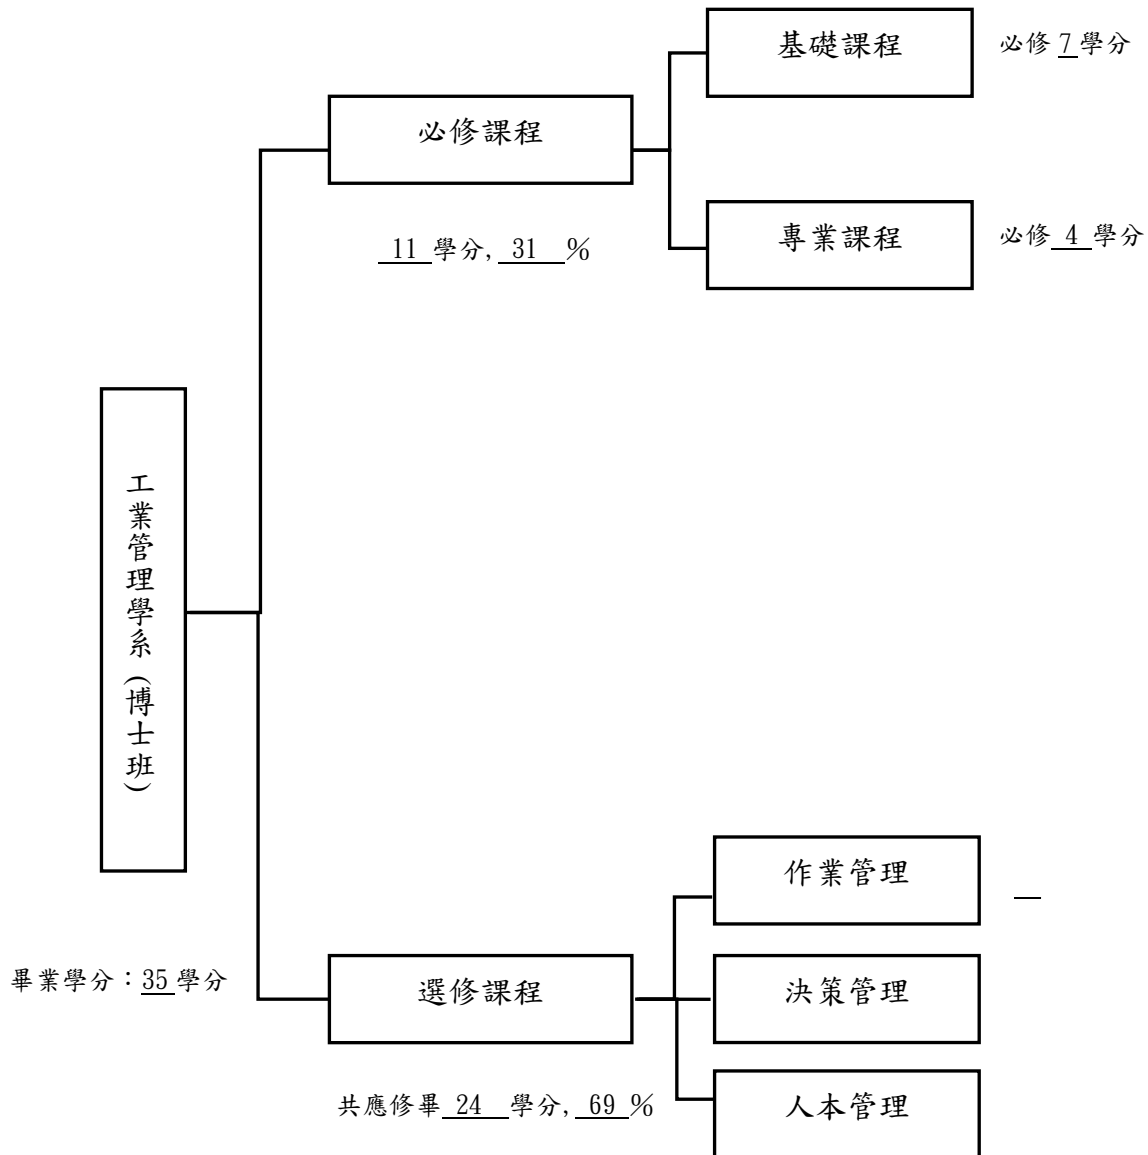 基礎課程
必修 7 學分
必修課程
11 學分, 31 %
專業課程
必修 4 學分
工業管理學系(博士班)
畢業學分：35 學分
選修課程
共應修畢 24 學分, 69 %
作業管理
決策管理
人本管理